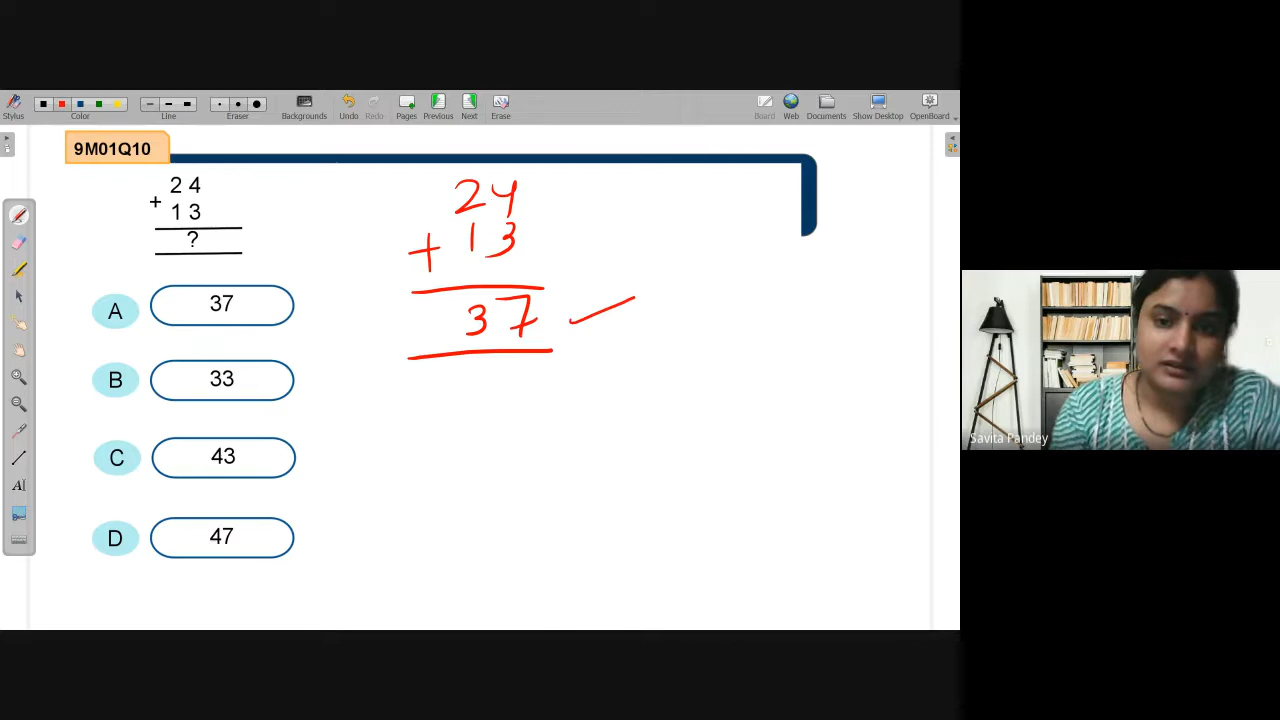 Stylus
Color
Line
Eraser
Backgrounds
Undo
Redo
Pages
Previous
Next
Erase
Board
Web
Documents
Show Desktop
OpenBoard
9M01Q10
2 4
+ 1 3
?
A 37
B 33
C 43
D 47
24
+ 13
37 ✓
AI
Savita Pandey